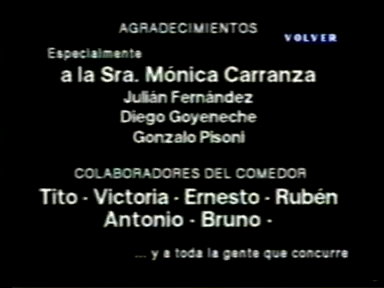 AGRADECIMIENTOS
VOLVER
Especialmente
a la Sra. Mónica Carranza
Julián Fernández
Diego Goyeneche
Gonzalo Pisoni
COLABORADORES DEL COMEDOR
Tito - Victoria - Ernesto - Rubén
Antonio - Bruno -
... y a toda la gente que concurre